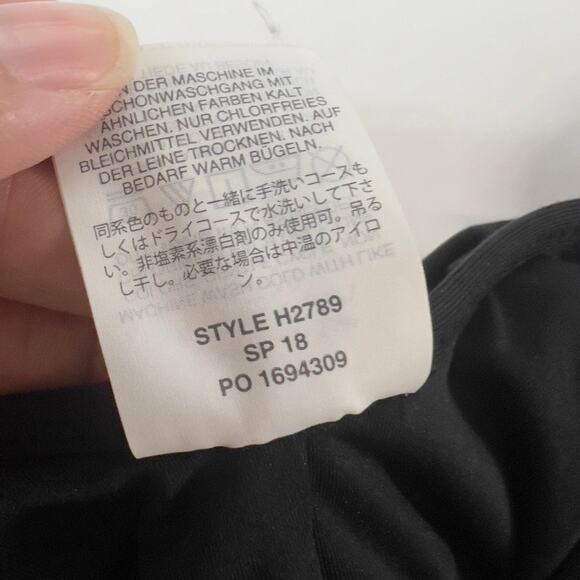 DER MASCHINE IM
SCHONWASCHGANG MIT
ÄHNLICHEN FARBEN KALT
WASCHEN. NUR CHLORFREIES
BLEICHMITTEL VERWENDEN. AUF
DER LEINE TROCKNEN. NACH
BEDARF WARM BÜGELN.
同系色のものと一緒に手洗いコースも
しくはドライコースで水洗いして下さ
い。非塩素系漂白剤のみ使用可。吊る
し干し。必要な場合は中温のアイロ
ン。
STYLE H2789
SP 18
PO 1694309